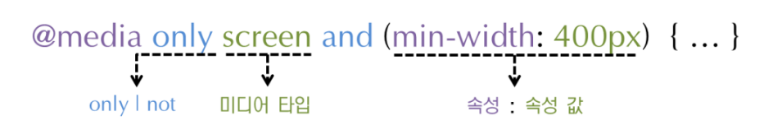 @media only screen and (min-width: 400px) { ... }
only | not 미디어 타입 속성 : 속성 값